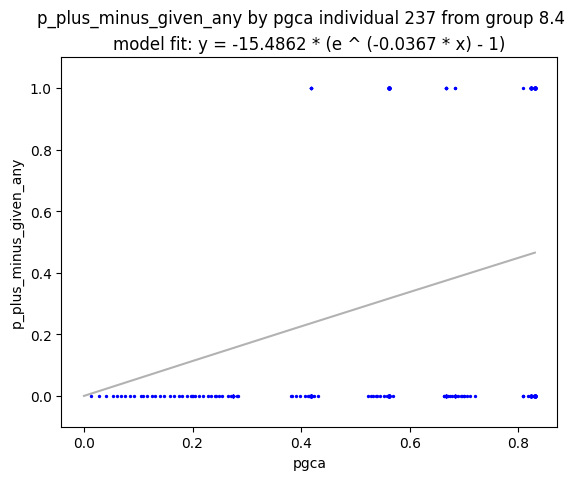 p_plus_minus_given_any by pgca individual 237 from group 8.4
model fit: y = -15.4862 * (e ^ (-0.0367 * x) - 1)
1.0
0.8
0.6
0.4
0.2
0.0
p_plus_minus_given_any
0.0 0.2 0.4 0.6 0.8
pgca